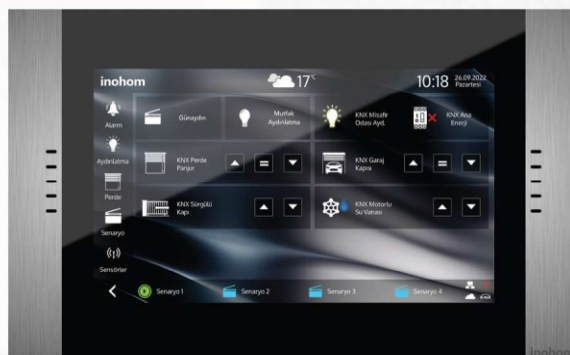 inohom
17°C
10:18
26.09.2022
Pazartesi
Alarm
Aydınlatma
Perde
Senaryo
Sensörler
Günaydın
Mutfak
Aydınlatma
KNX Misafir
Odası Ayd.
KNX Ana
Enerji
KNX Perde
Panjur
KNX Garaj
Kapısı
KNX Sürgülü
Kapı
KNX Motorlu
Su Vanası
Senaryo 1
Senaryo 2
Senaryo 3
Senaryo 4